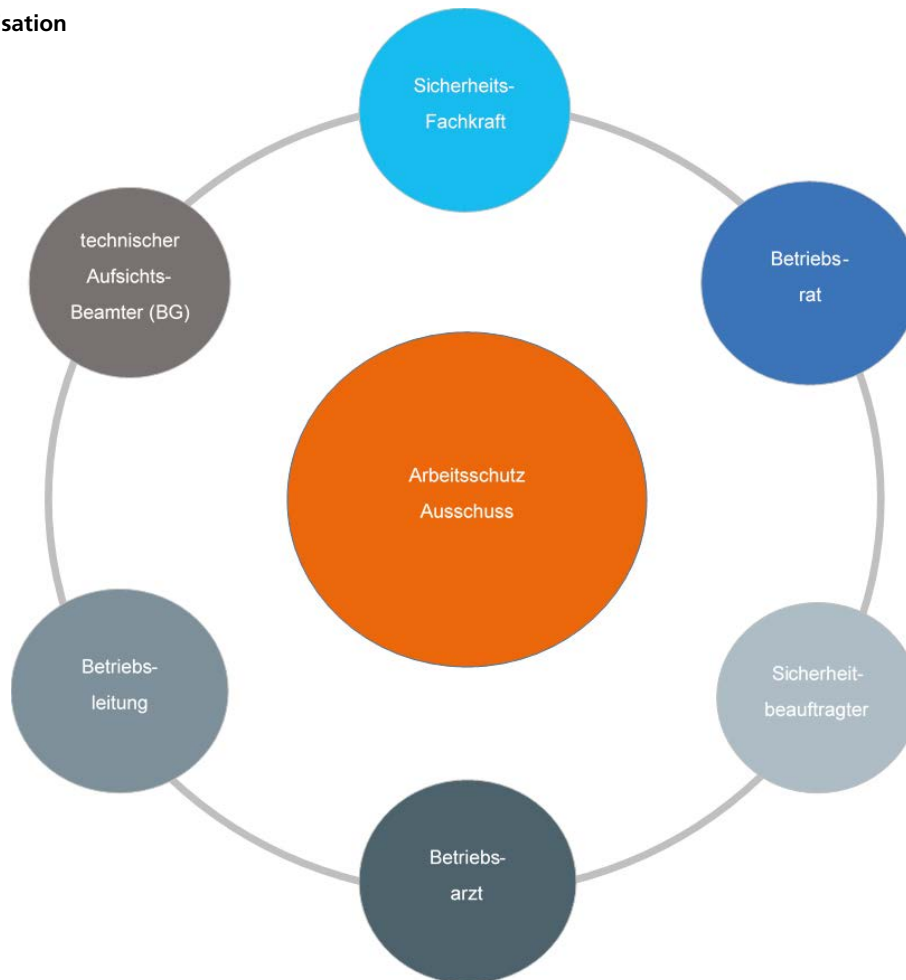 sation
Sicherheits-
Fachkraft
technischer
Aufsichts-
Beamter (BG)
Betriebs-
rat
Arbeitsschutz
Ausschuss
Betriebs-
leitung
Sicherheit-
beauftragter
Betriebs-
arzt